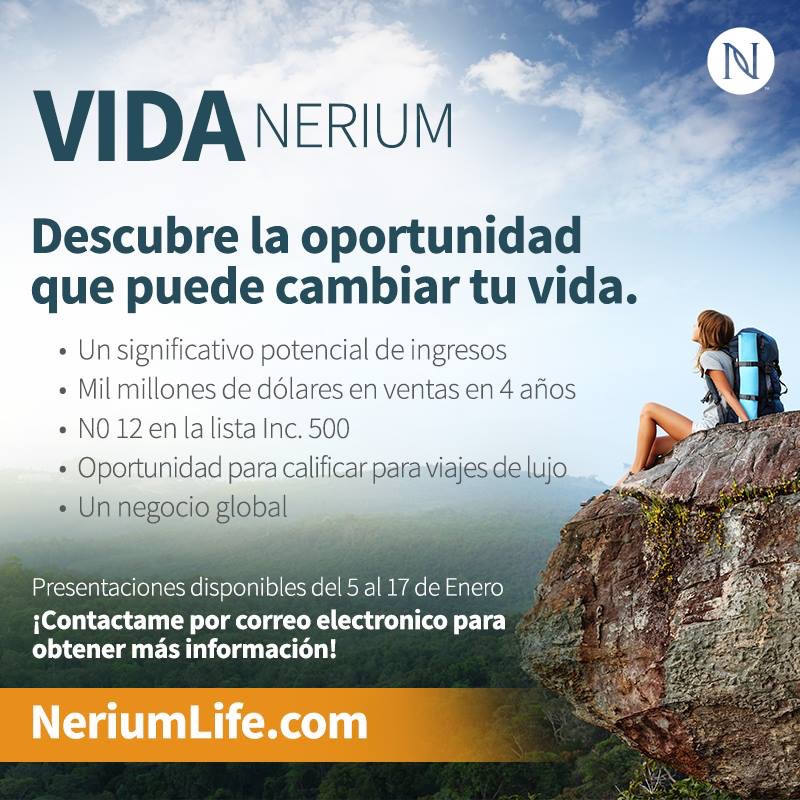 N
VIDA NERIUM
Descubre la oportunidad
que puede cambiar tu vida.
• Un significativo potencial de ingresos
• Mil millones de dólares en ventas en 4 años
• N0 12 en la lista Inc. 500
• Oportunidad para calificar para viajes de lujo
• Un negocio global
Presentaciones disponibles del 5 al 17 de Enero
¡Contactame por correo electronico para
obtener más información!
NeriumLife.com